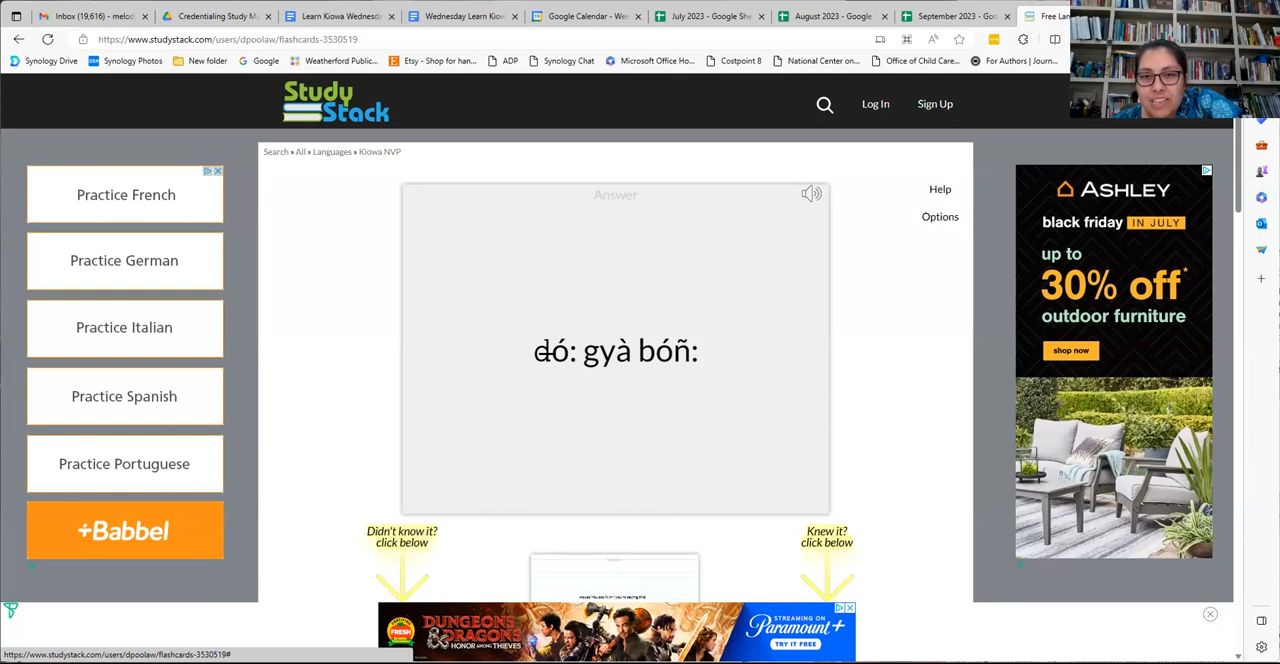 Inbox (19,616) - melod
Credentialing Study Ma
Learn Kiowa Wednesda
Wednesday Learn Kiow
Google Calendar - We
July 2023 - Google She
August 2023 - Google
September 2023 - Goo
Free Lan
https://www.studystack.com/users/dpoolaw/flashcards-3530519
Synology Drive
Synology Photos
New folder
Google
Weatherford Public...
Etsy - Shop for han...
ADP
Synology Chat
Microsoft Office Ho...
Costpoint 8
National Center on...
Office of Child Care...
For Authors | Journ...
Study
Stack
Log In
Sign Up
Search » All » Languages » Kiowa NVP
Practice French
Practice German
Practice Italian
Practice Spanish
Practice Portuguese
+Babbel
Answer
dó: gyà bóñ:
Help
Options
Didn't know it?
click below
Knew it?
click below
ASHLEY
black friday IN JULY
up to
30% off*
outdoor furniture
shop now
FRESH
DUNGEONS
& DRAGONS
HONOR AMONG THIEVES
STREAMING ON
Paramount+
TRY IT FREE
https://www.studystack.com/users/dpoolaw/flashcards-3530519#